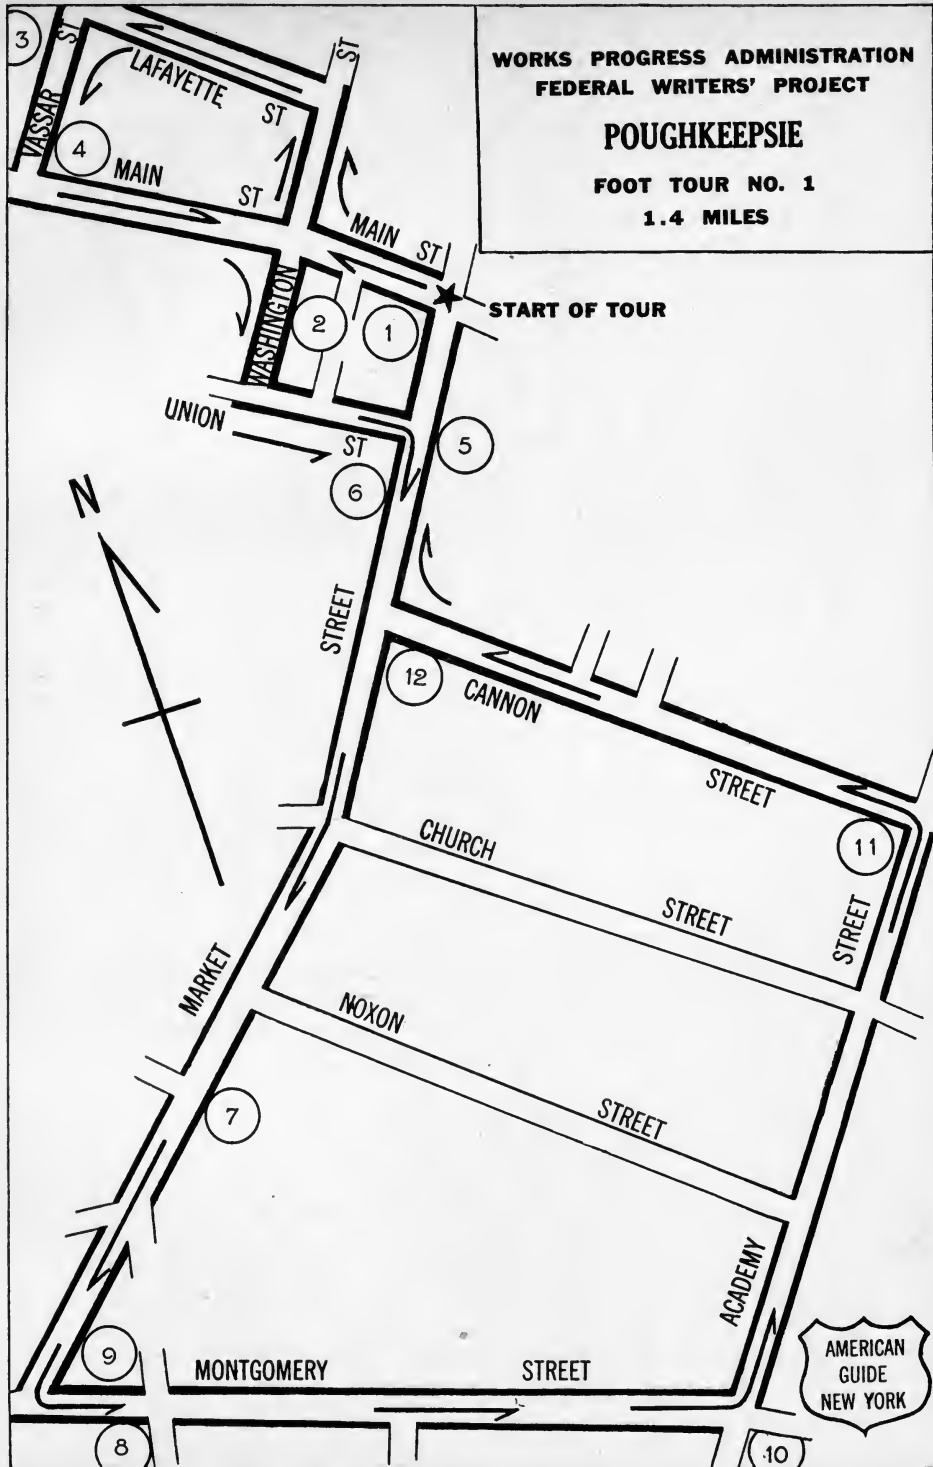 WORKS PROGRESS ADMINISTRATION
FEDERAL WRITERS' PROJECT
POUGHKEEPSIE
FOOT TOUR NO. 1
1.4 MILES
3
ST
ST
LAFAYETTE
ST
VASSAR
4
MAIN
ST
MAIN
ST
START OF TOUR
WASHINGTON
2
1
UNION
ST
5
6
N
STREET
12
CANNON
STREET
11
CHURCH
STREET
STREET
MARKET
NOXON
STREET
7
ACADEMY
9
MONTGOMERY
STREET
8
10
AMERICAN
GUIDE
NEW YORK